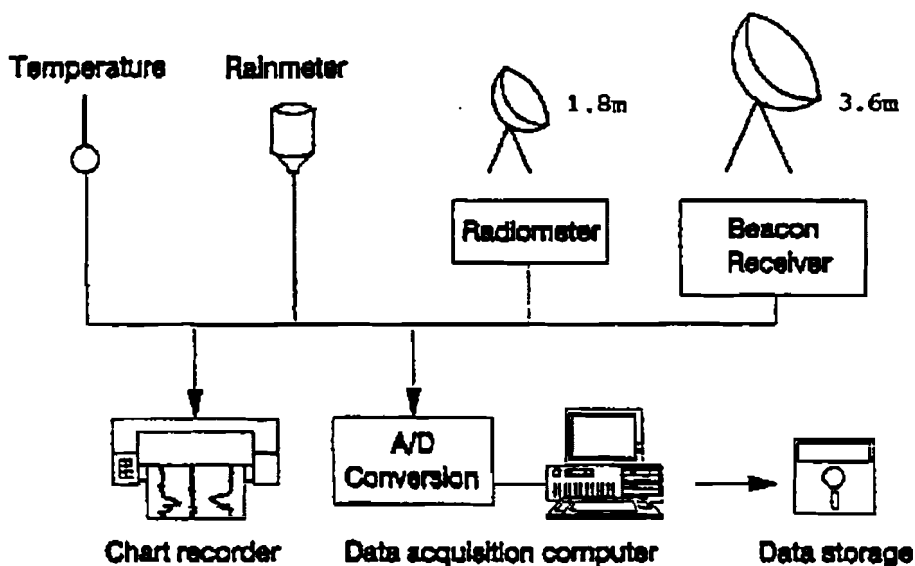 Temperature
Rainmeter
1.8m
3.6m
Radiometer
Beacon
Receiver
A/D
Conversion
Chart recorder
Data acquisition computer
Data storage